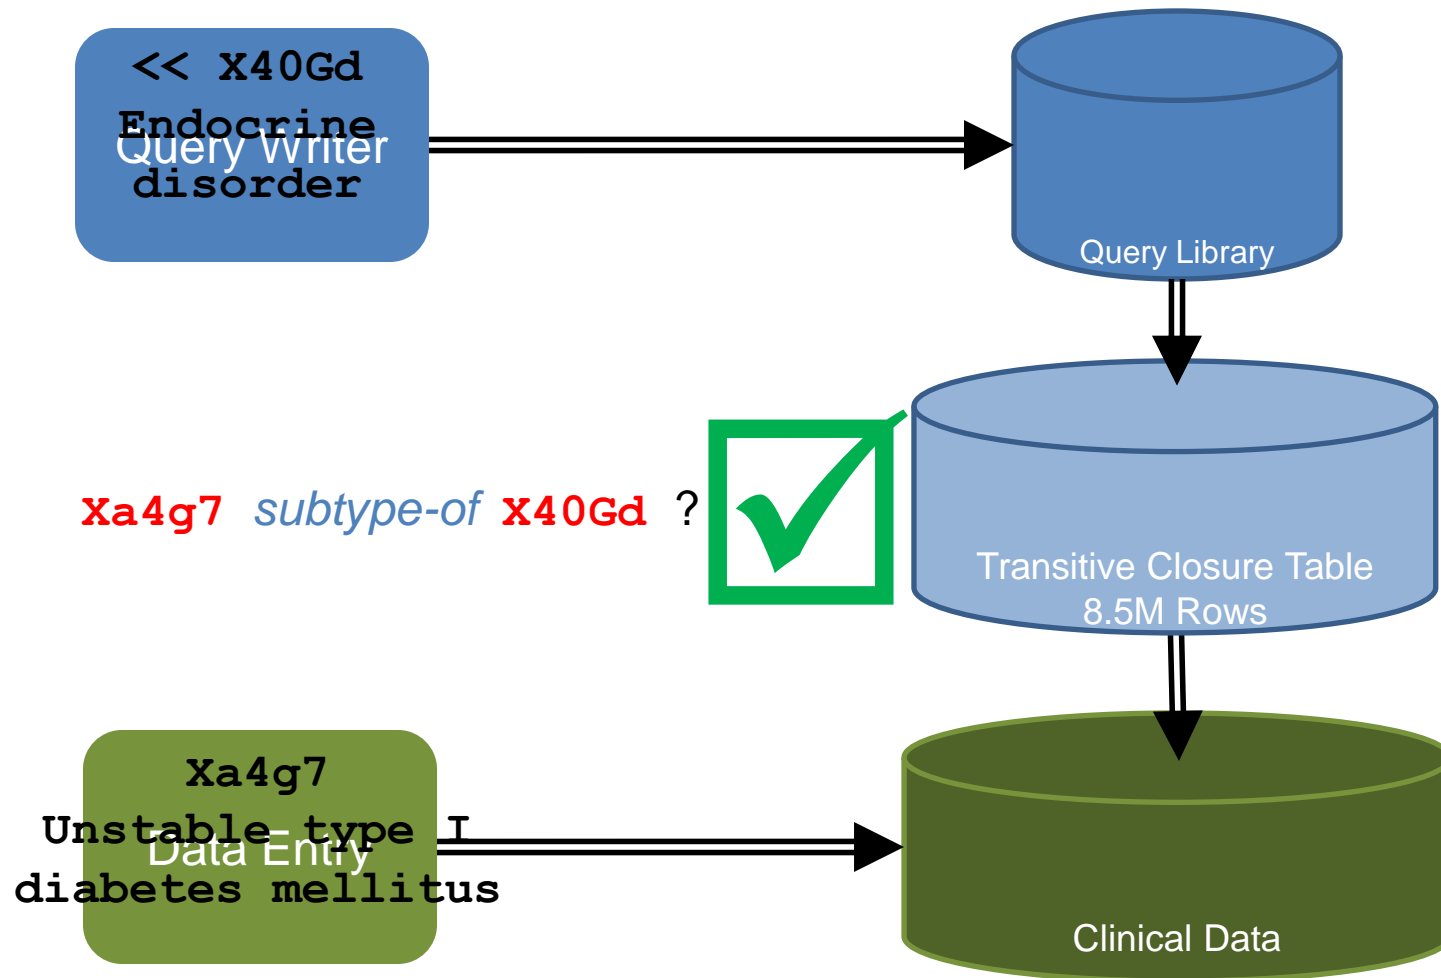 << X40Gd
Endocrine
disorder
Query Writer
Query Library
Xa4g7 subtype-of X40Gd ?
Transitive Closure Table
8.5M Rows
Xa4g7
Unstable type I
diabetes mellitus
Data Entry
Clinical Data